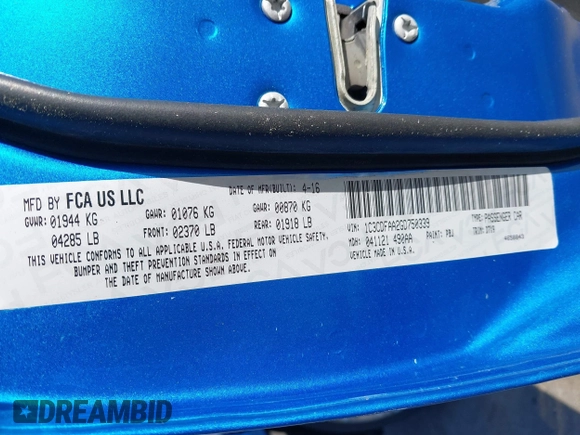 MFD BY FCA US LLC
DATE OF MFR(BUILT): 4-16
GVWR: 01944 KG
04285 LB
GAWR: 01076 KG
FRONT: 02370 LB
GAWR: 00870 KG
REAR: 01918 LB
THIS VEHICLE CONFORMS TO ALL APPLICABLE U.S.A. FEDERAL MOTOR VEHICLE SAFETY,
BUMPER AND THEFT PREVENTION STANDARDS IN EFFECT ON
THE DATE OF MANUFACTURE SHOWN ABOVE.
VIN: 1C3CDFAA2GD750339
TYPE: PASSENGER CAR
MDH: 041121 490AA
PAINT: PBJ
VEHICLE MADE IN U.S.A.
DREAMBID